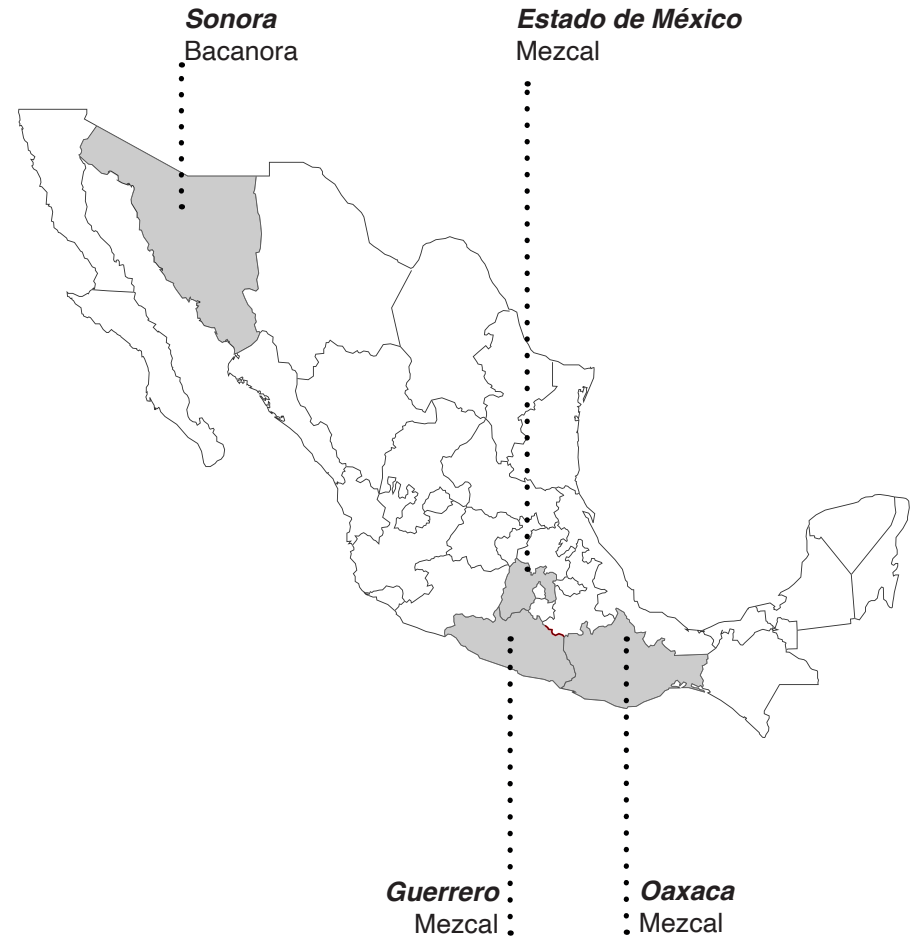 Sonora
Bacanora
Estado de México
Mezcal
Guerrero
Mezcal
Oaxaca
Mezcal